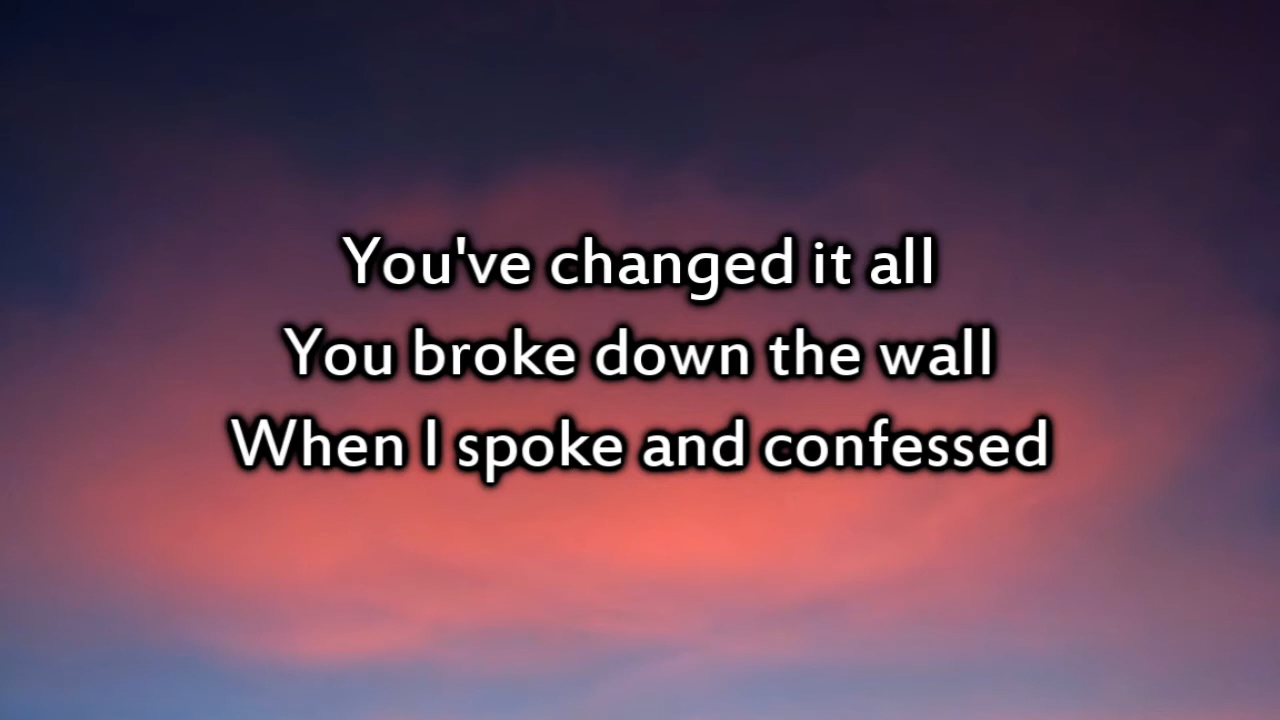 You've changed it all
You broke down the wall
When I spoke and confessed